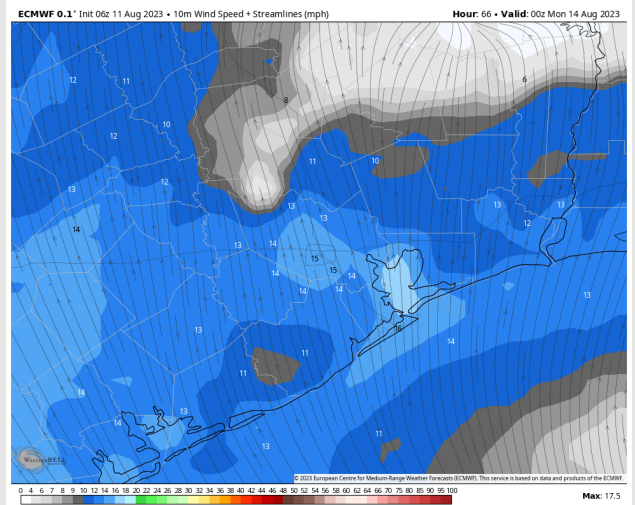 ECMWF 0.1° Init 06z 11 Aug 2023 • 10m Wind Speed + Streamlines (mph) Hour: 66 • Valid: 00z Mon 14 Aug 2023
12 11 6
8
12 10
11 10
13 12
13 13 13 13
14 12
13 14
15 15 14
14 14 14 13
13 16
14
11
11
14
13
14
13 11
WeatherBELL
© 2023 European Centre for Medium-Range Weather Forecasts (ECMWF). This service is based on data and products of the ECMWF.
0 4 6 7 8 9 10 12 14 16 18 20 22 24 26 28 30 32 34 36 38 40 42 44 46 48 50 52 54 56 58 60 62 64 66 70 75 80 85 90 95 100 Max: 17.5